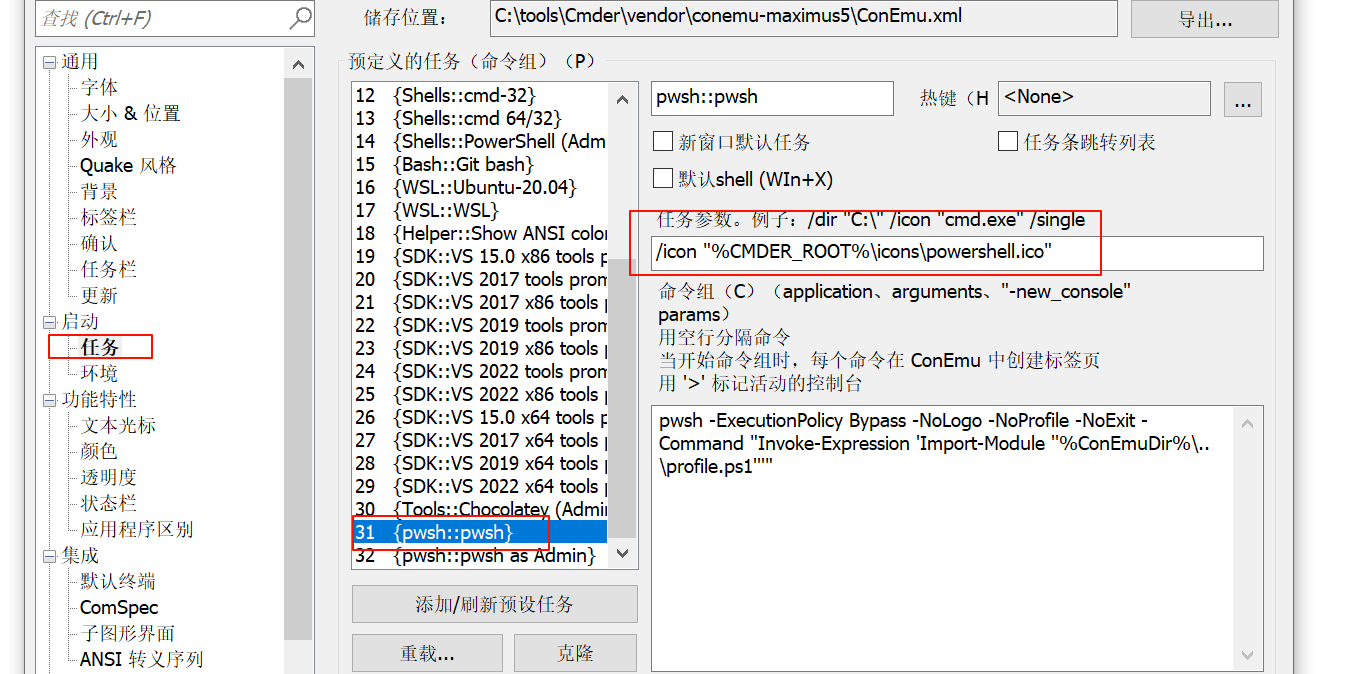 查找 (Ctrl+F)
储存位置：
C:\tools\Cmder\vendor\conemu-maximus5\ConEmu.xml
导出...
通用
字体
大小 & 位置
外观
Quake 风格
背景
标签栏
确认
任务栏
更新
启动
任务
环境
功能特性
文本光标
颜色
透明度
状态栏
应用程序区别
集成
默认终端
ComSpec
子图形界面
ANSI 转义序列
预定义的任务（命令组）（P）
12 {Shells::cmd-32}
13 {Shells::cmd 64/32}
14 {Shells::PowerShell (Adm
15 {Bash::Git bash}
16 {WSL::Ubuntu-20.04}
17 {WSL::WSL}
18 {Helper::Show ANSI color
19 {SDK::VS 15.0 x86 tools p
20 {SDK::VS 2017 tools prom
21 {SDK::VS 2017 x86 tools p
22 {SDK::VS 2019 tools prom
23 {SDK::VS 2019 x86 tools p
24 {SDK::VS 2022 tools prom
25 {SDK::VS 2022 x86 tools p
26 {SDK::VS 15.0 x64 tools p
27 {SDK::VS 2017 x64 tools p
28 {SDK::VS 2019 x64 tools p
29 {SDK::VS 2022 x64 tools p
30 {Tools::Chocolatey (Admin
31 {pwsh::pwsh}
32 {pwsh::pwsh as Admin}
添加/刷新预设任务
重载...
克隆
pwsh::pwsh
热键（H
<None>
...
新窗口默认任务
任务条跳转列表
默认shell (WIn+X)
任务参数。例子：/dir "C:\" /icon "cmd.exe" /single
/icon "%CMDER_ROOT%\icons\powershell.ico"
命令组（C）（application、arguments、"-new_console"
params）
用空行分隔命令
当开始命令组时，每个命令在 ConEmu 中创建标签页
用 '>' 标记活动的控制台
pwsh -ExecutionPolicy Bypass -NoLogo -NoProfile -NoExit -
Command "Invoke-Expression 'Import-Module ''%ConEmuDir%\..
\profile.ps1'''"